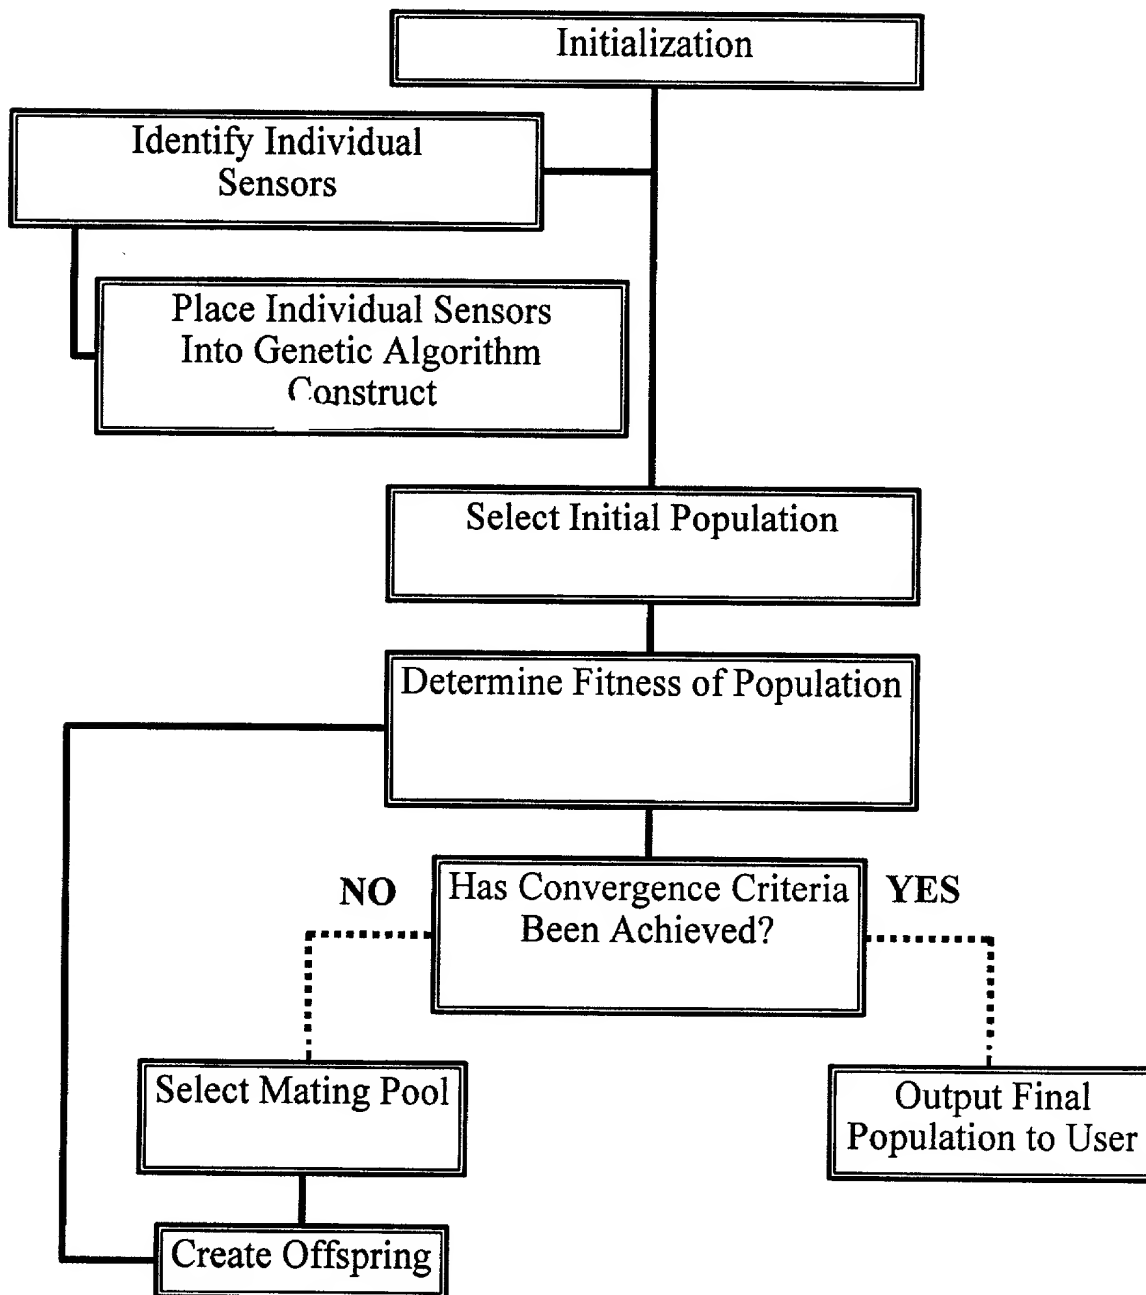 Initialization
Identify Individual
Sensors
Place Individual Sensors
Into Genetic Algorithm
Construct
Select Initial Population
Determine Fitness of Population
Has Convergence Criteria
Been Achieved?
NO
YES
Select Mating Pool
Output Final
Population to User
Create Offspring